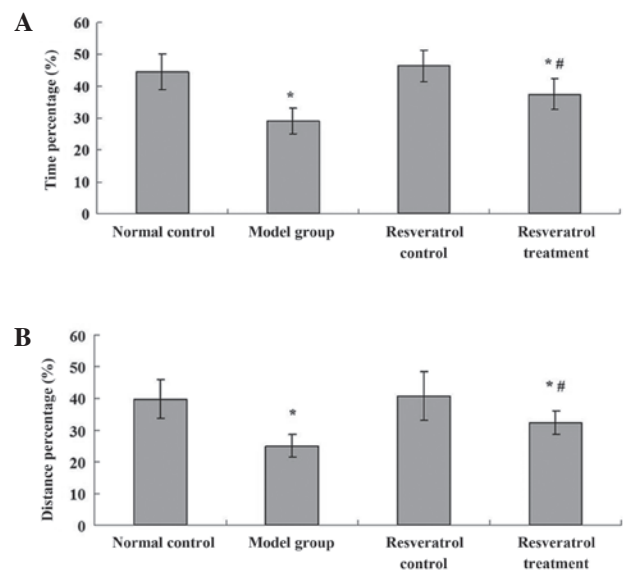 A
Time percentage (%)
60
50
40
30
20
10
0
*
* #
Normal control
Model group
Resveratrol
control
Resveratrol
treatment
B
Distance percentage (%)
60
50
40
30
20
10
0
*
* #
Normal control
Model group
Resveratrol
control
Resveratrol
treatment